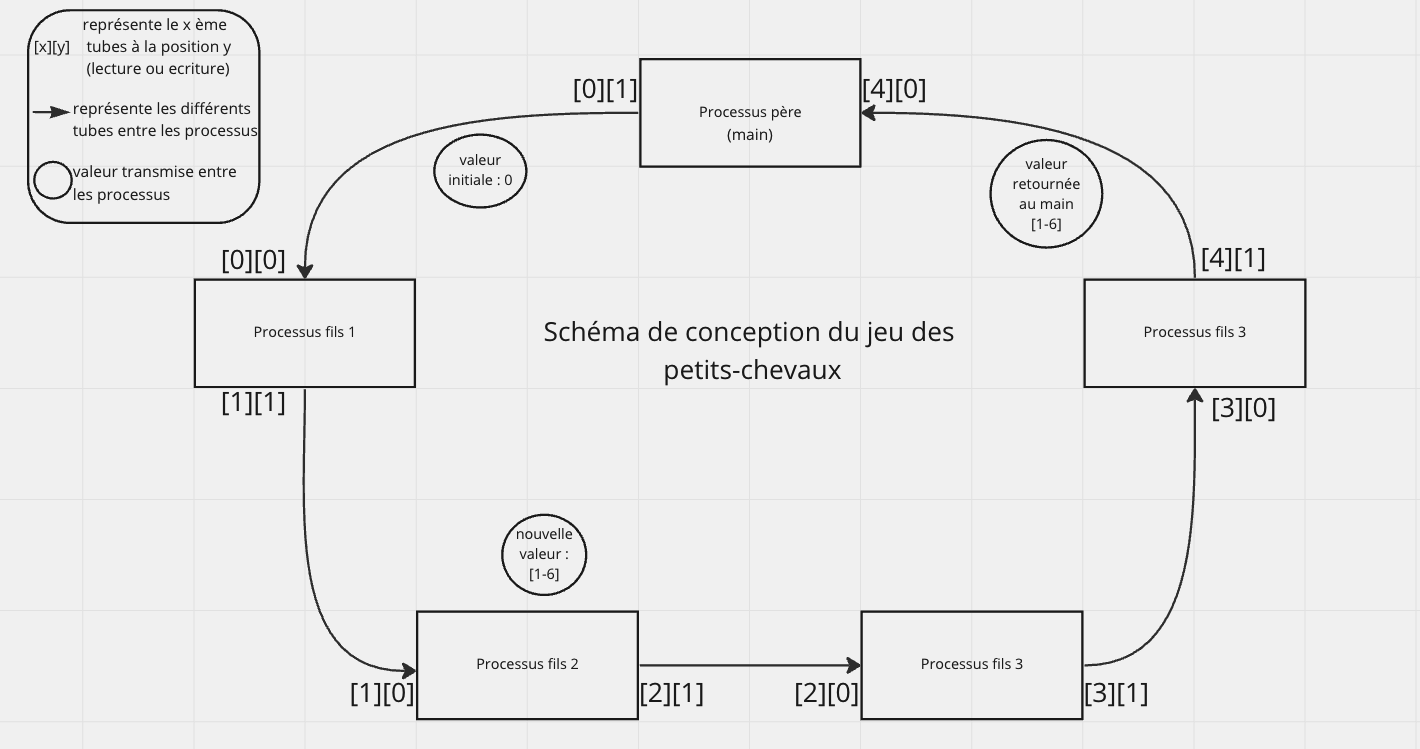 représente le x ème
[x][y] tubes à la position y
(lecture ou ecriture)
représente les différents
tubes entre les processus
valeur transmise entre
les processus
[0][1]
Processus père
(main)
[4][0]
valeur
initiale : 0
valeur
retournée
au main
[1-6]
[0][0]
[4][1]
Processus fils 1
Schéma de conception du jeu des
petits-chevaux
Processus fils 3
[1][1]
[3][0]
nouvelle
valeur :
[1-6]
Processus fils 2
Processus fils 3
[1][0]
[2][1]
[2][0]
[3][1]